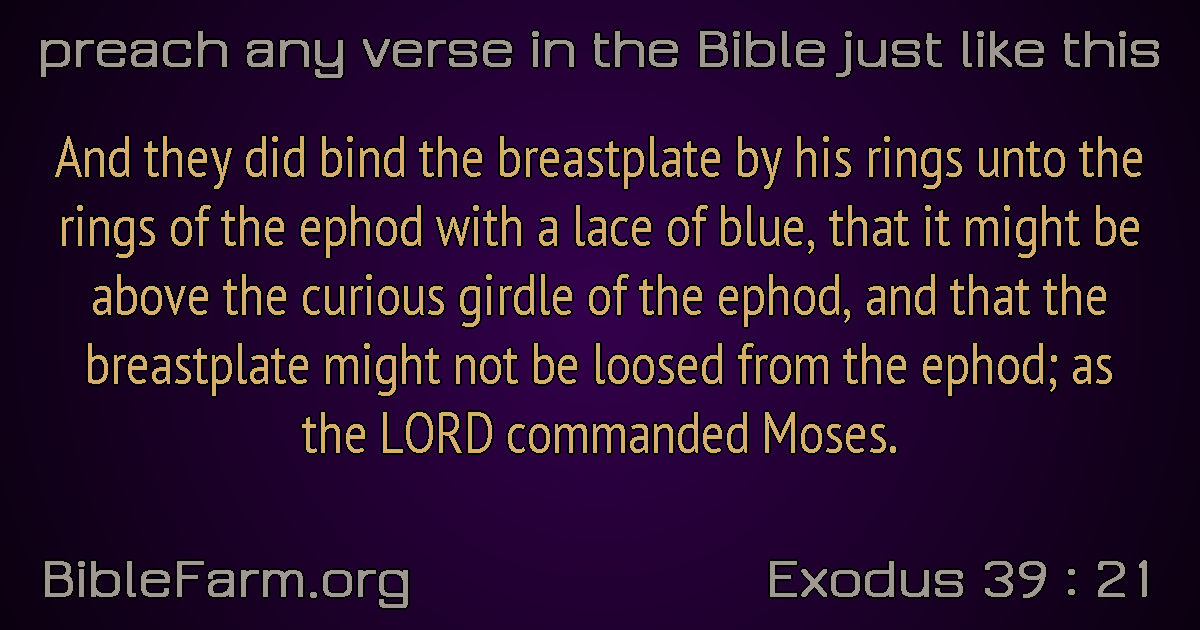 preach any verse in the Bible just like this
And they did bind the breastplate by his rings unto the
rings of the ephod with a lace of blue, that it might be
above the curious girdle of the ephod, and that the
breastplate might not be loosed from the ephod; as
the LORD commanded Moses.
BibleFarm.org
Exodus 39 : 21